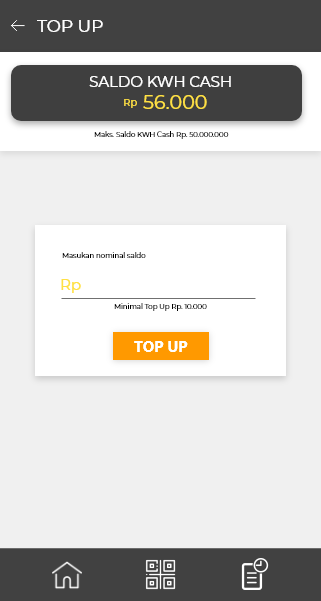 TOP UP
SALDO KWH CASH
Rp 56.000
Maks. Saldo KWH Cash Rp. 50.000.000
Masukan nominal saldo
Rp
Minimal Top Up Rp. 10.000
TOP UP